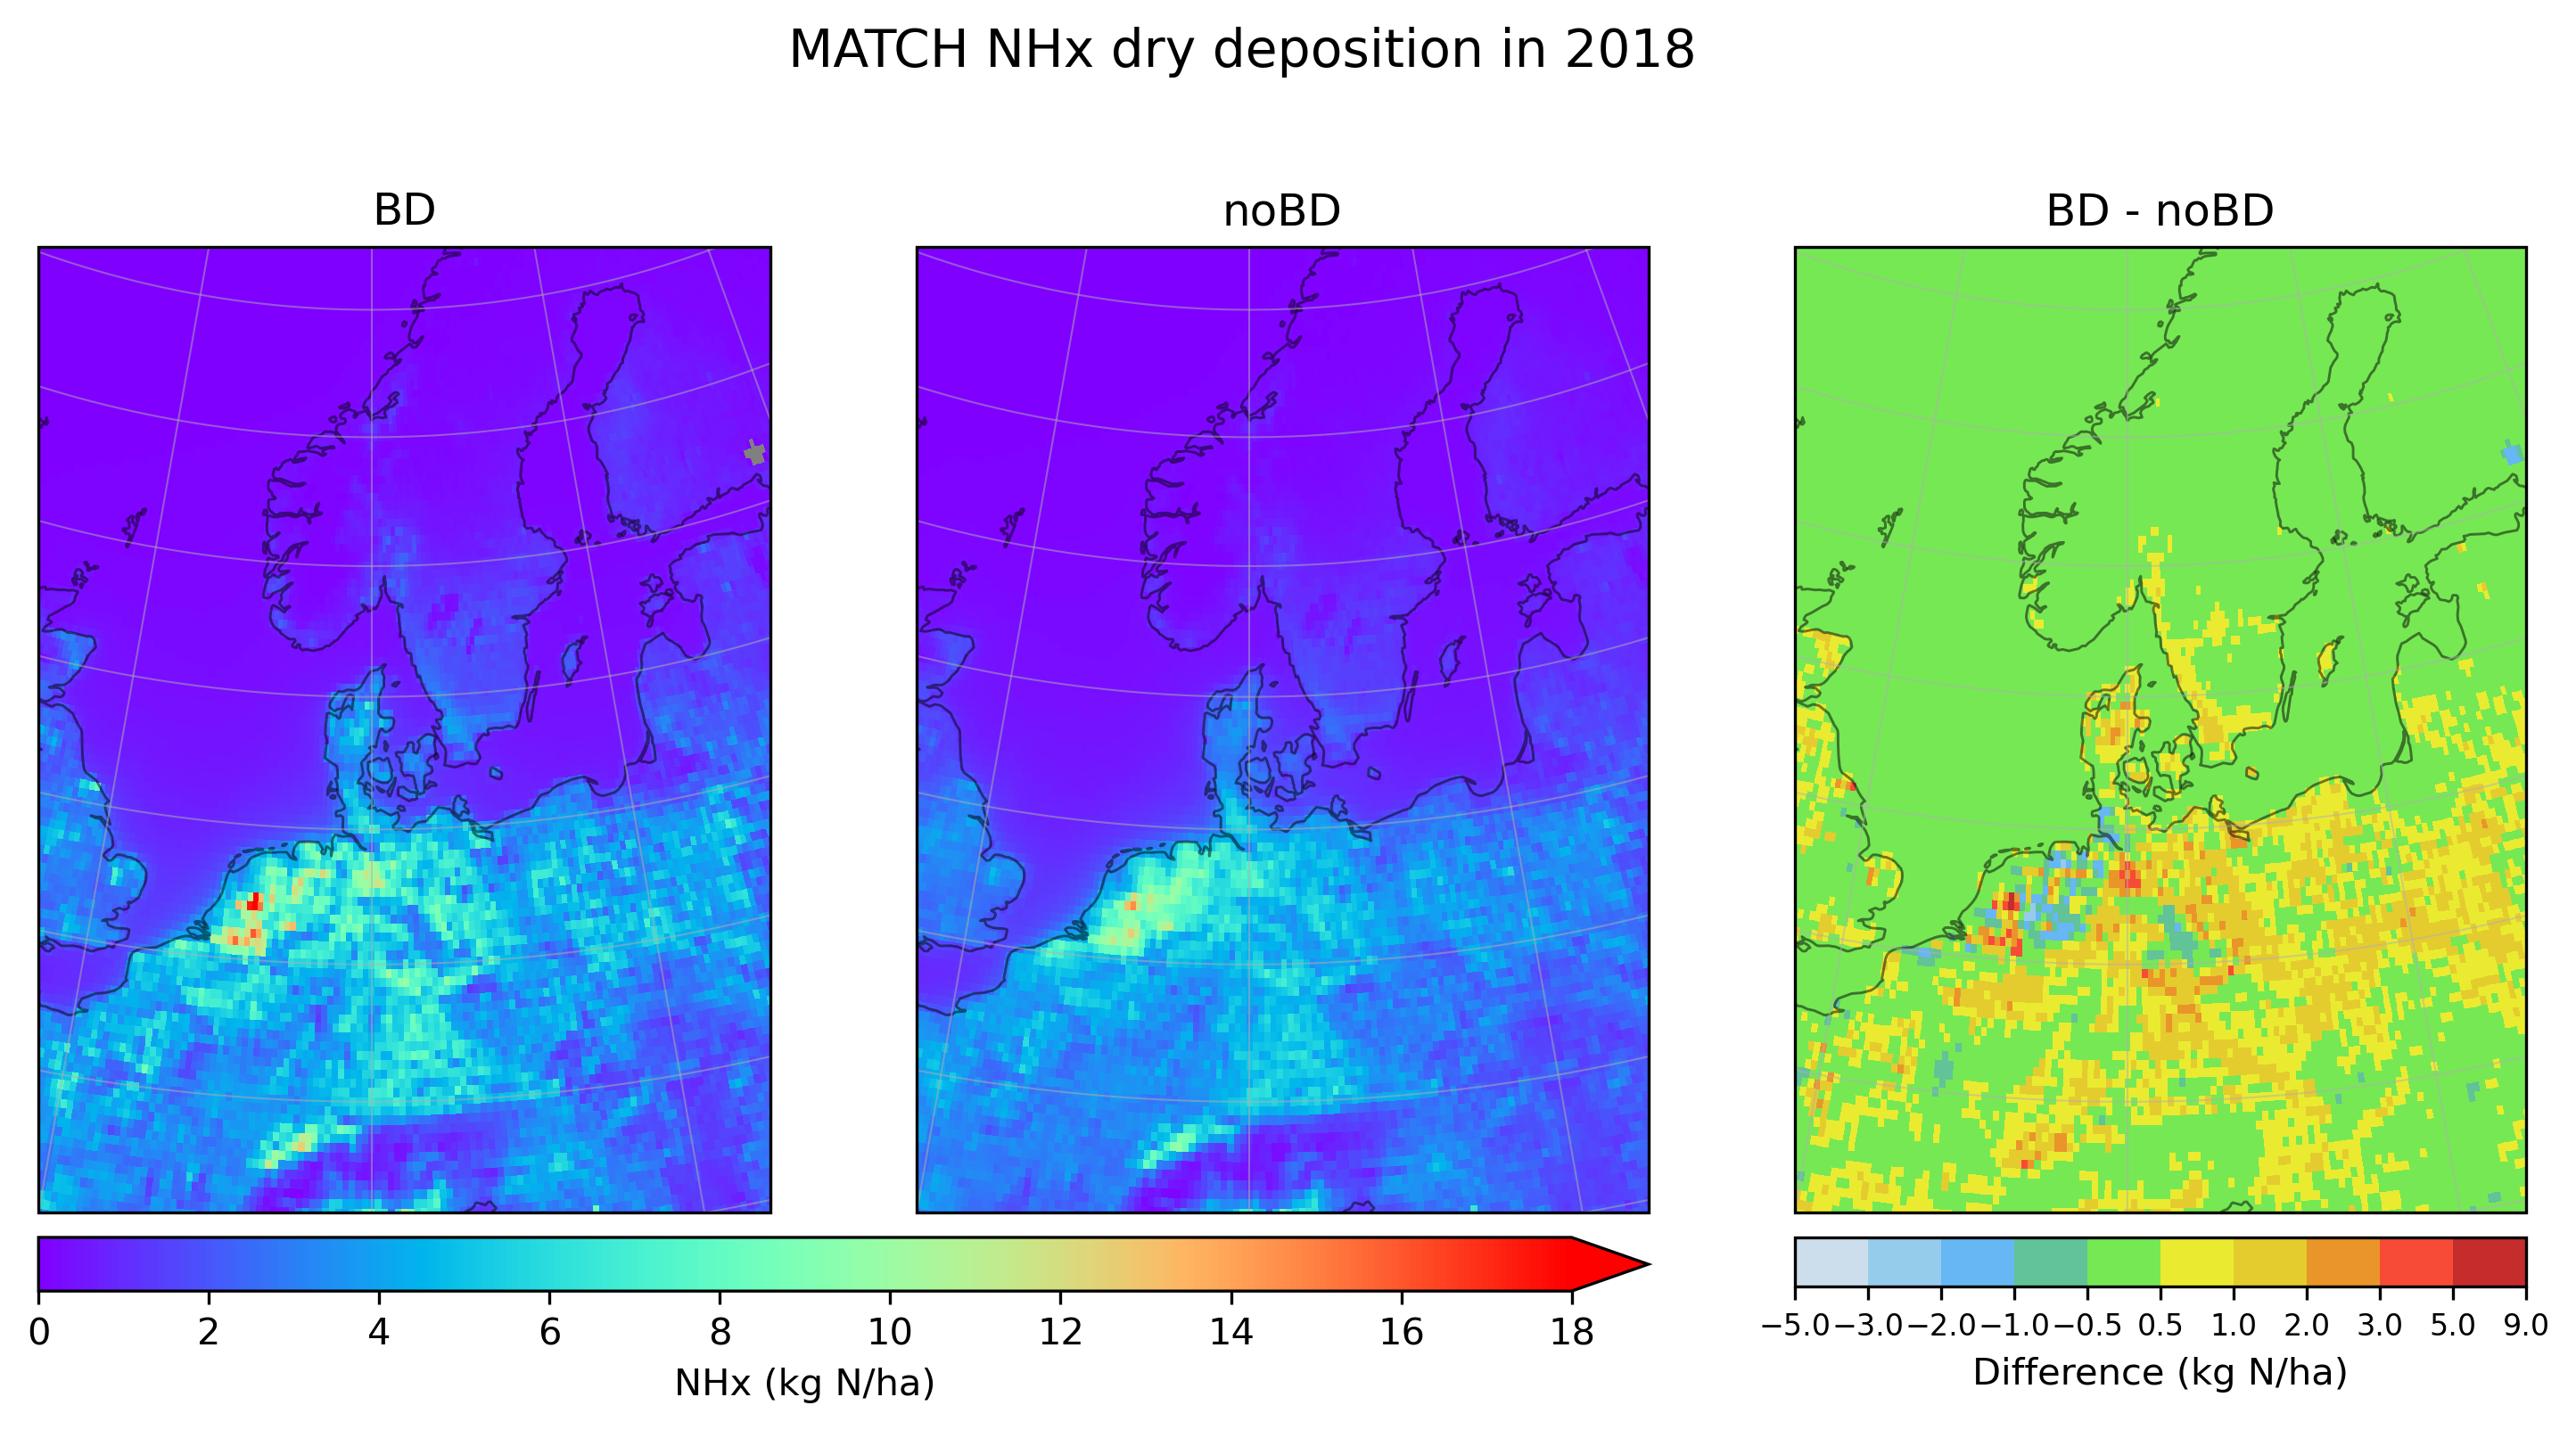 MATCH NHx dry deposition in 2018
BD
noBD
BD - noBD
0 2 4 6 8 10 12 14 16 18
NHx (kg N/ha)
−5.0 −3.0 −2.0 −1.0 −0.5 0.5 1.0 2.0 3.0 5.0 9.0
Difference (kg N/ha)